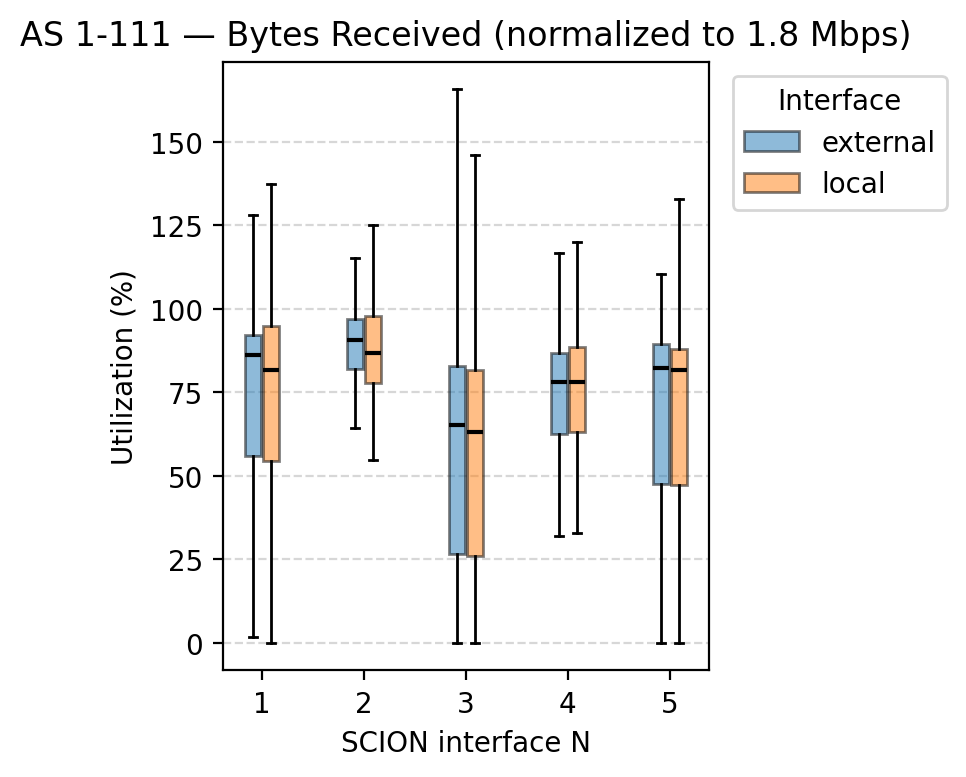 AS 1-111 — Bytes Received (normalized to 1.8 Mbps)
Interface
external
local
Utilization (%)
150
125
100
75
50
25
0
1 2 3 4 5
SCION interface N